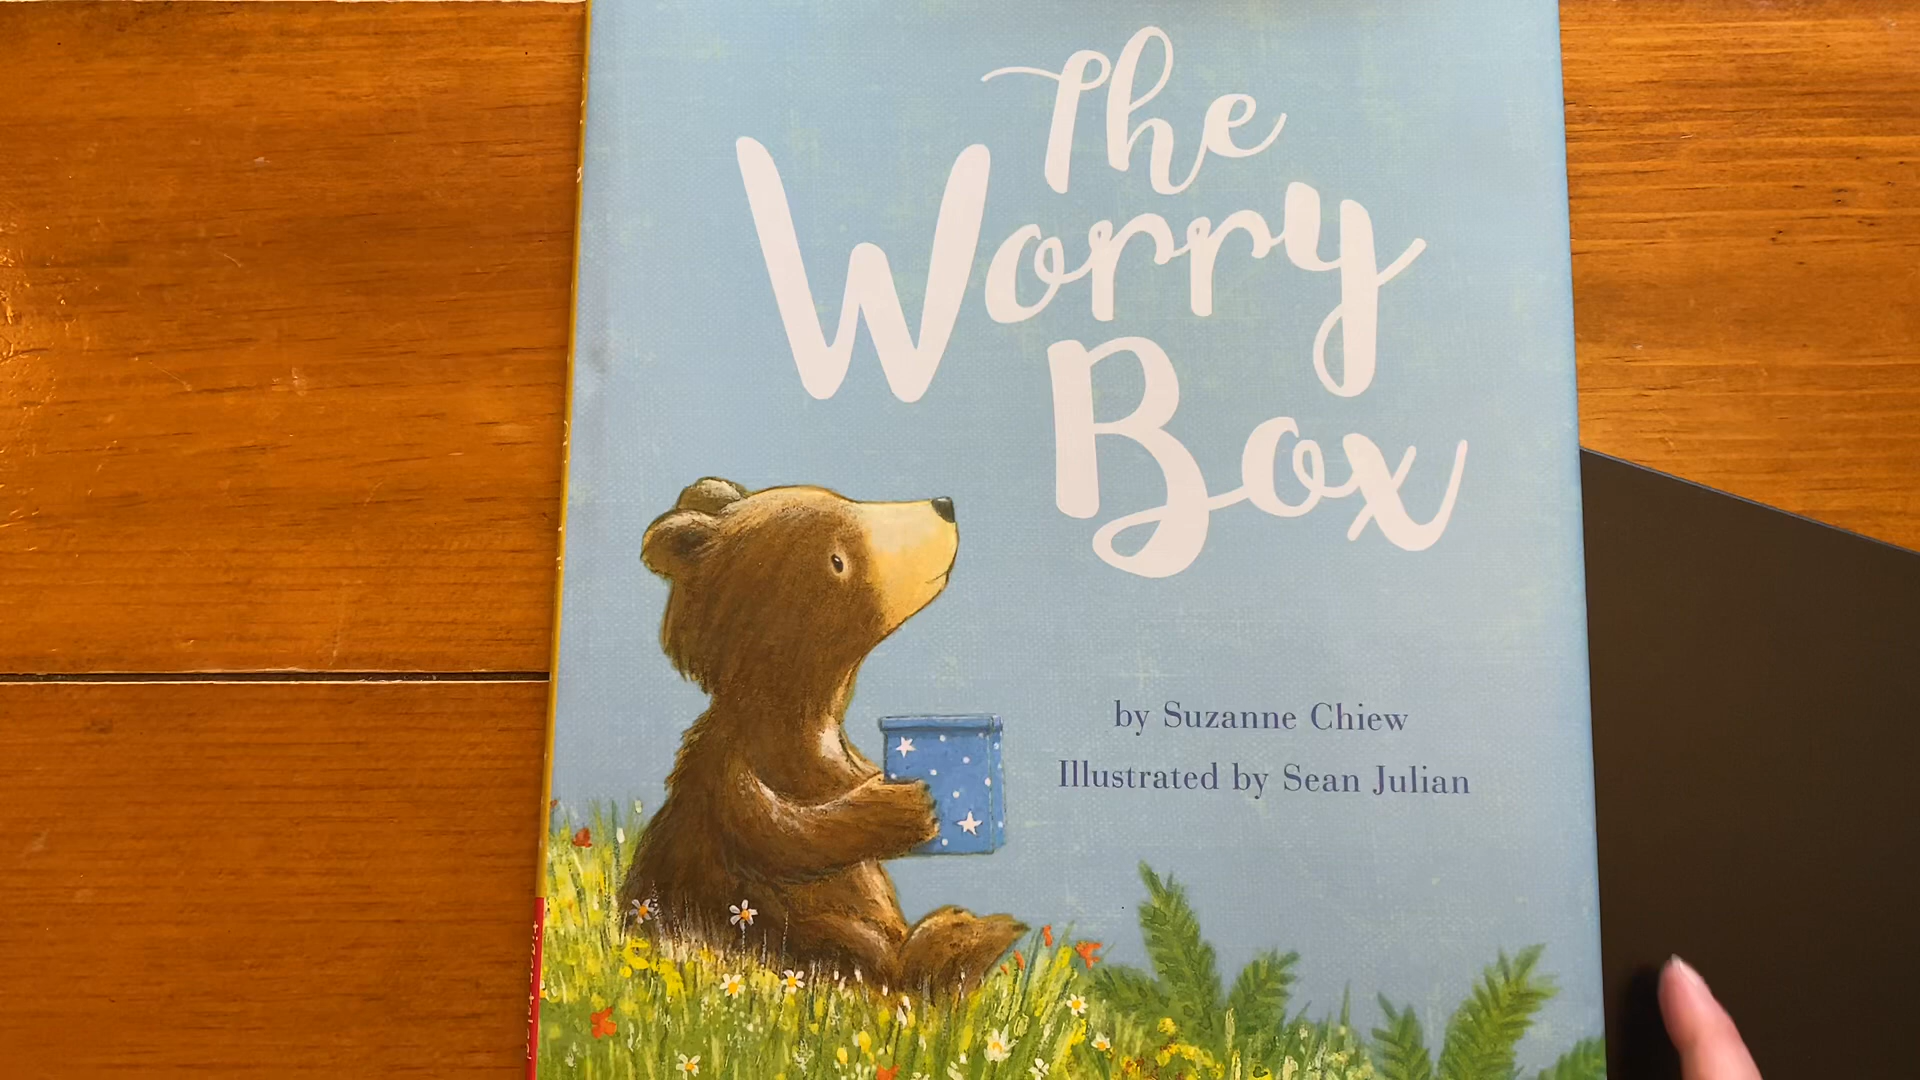 The
Worry
Box
by Suzanne Chiew
Illustrated by Sean Julian